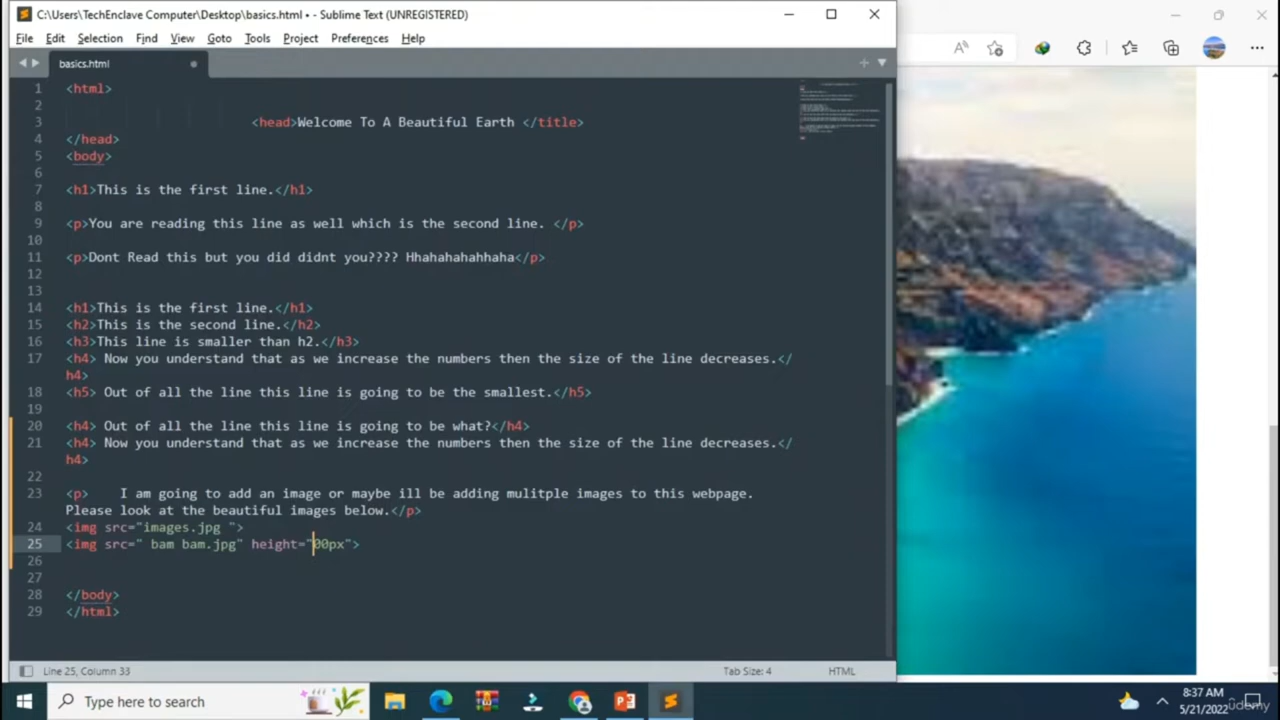 C:\Users\TechEnclave Computer\Desktop\basics.html • - Sublime Text (UNREGISTERED)
File Edit Selection Find View Goto Tools Project Preferences Help
basics.html
1 <html>
2
3 <head>Welcome To A Beautiful Earth </title>
4 </head>
5 <body>
6
7 <h1>This is the first line.</h1>
8
9 <p>You are reading this line as well which is the second line. </p>
10
11 <p>Dont Read this but you did didnt you???? Hhahahahahhaha</p>
12
13
14 <h1>This is the first line.</h1>
15 <h2>This is the second line.</h2>
16 <h3>This line is smaller than h2.</h3>
17 <h4> Now you understand that as we increase the numbers then the size of the line decreases.</
h4>
18 <h5> Out of all the line this line is going to be the smallest.</h5>
19
20 <h4> Out of all the line this line is going to be what?</h4>
21 <h4> Now you understand that as we increase the numbers then the size of the line decreases.</
h4>
22
23 <p>    I am going to add an image or maybe ill be adding mulitple images to this webpage.
Please look at the beautiful images below.</p>
24 <img src="images.jpg ">
25 <img src=" bam bam.jpg" height="00px">
26
27
28 </body>
29 </html>
Line 25, Column 33 Tab Size: 4 HTML
Type here to search
8:37 AM
5/21/2022
udemy